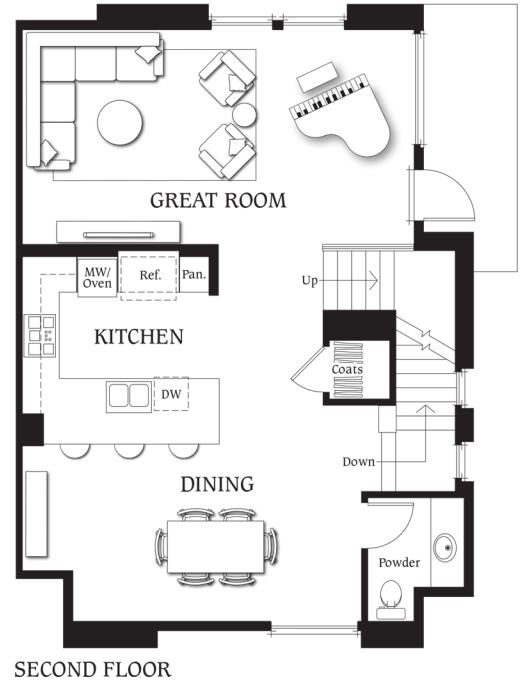 GREAT ROOM
MW/
Oven
Ref.
Pan.
Up
KITCHEN
Coats
DW
Down
DINING
Powder
SECOND FLOOR